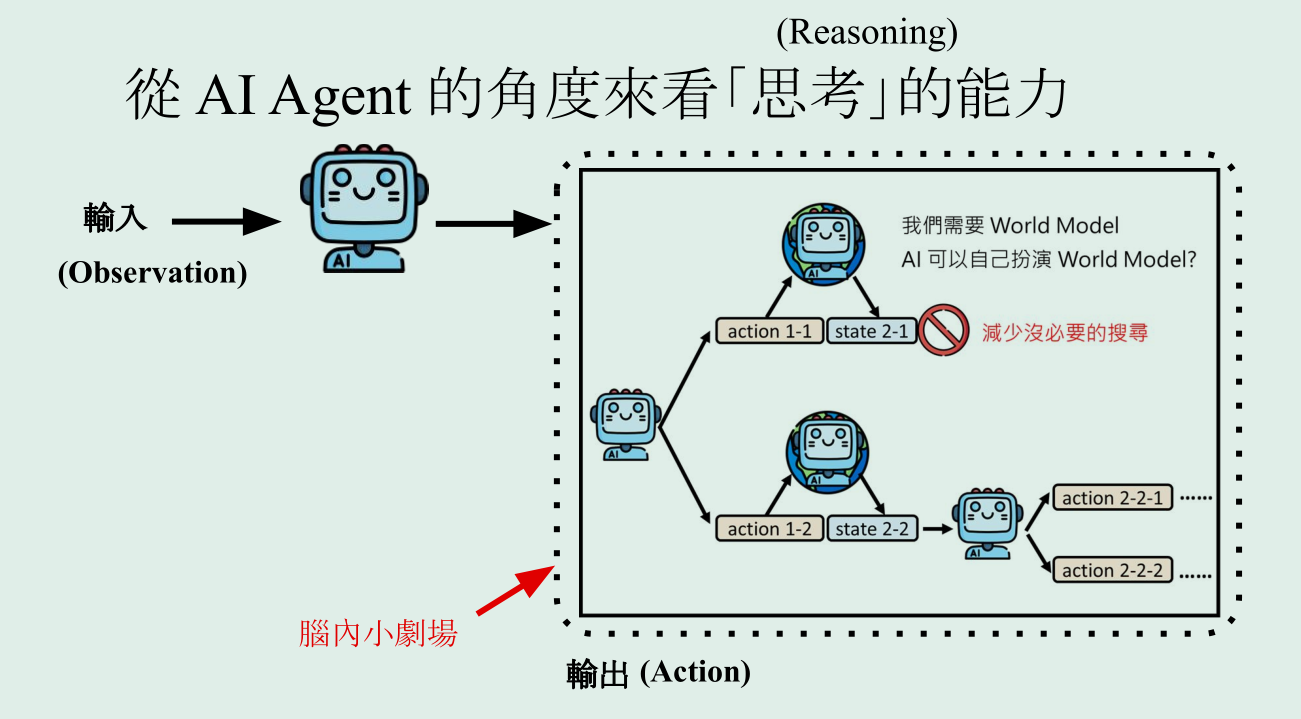 (Reasoning)
從 AI Agent 的角度來看「思考」的能力
輸入
(Observation)
AI
我們需要 World Model
AI 可以自己扮演 World Model?
AI
action 1-1
state 2-1
減少沒必要的搜尋
AI
AI
action 1-2
state 2-2
AI
action 2-2-1 ......
action 2-2-2 ......
腦內小劇場
輸出 (Action)